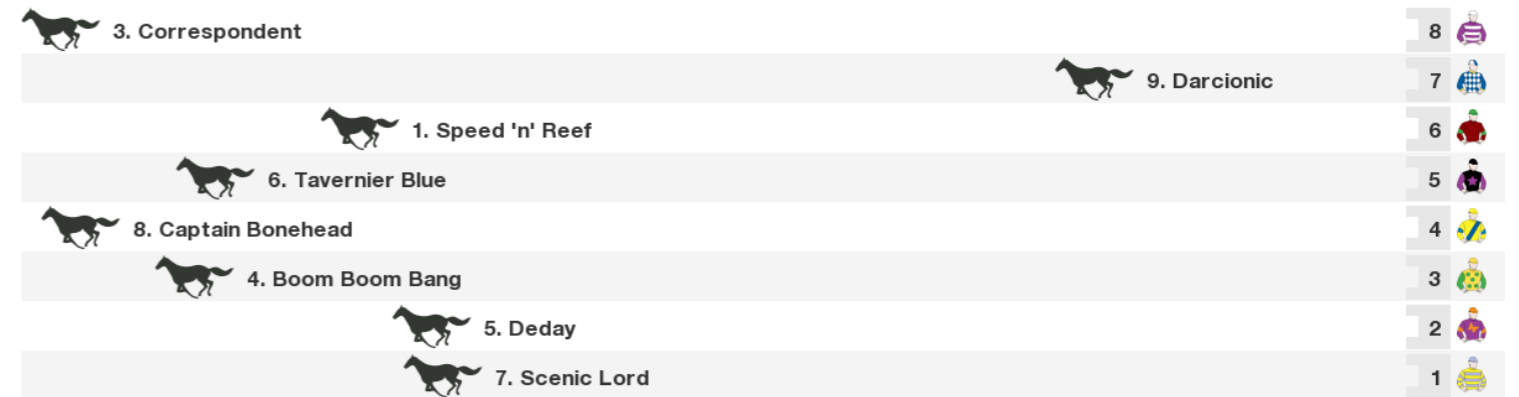 3. Correspondent 8
9. Darcionic 7
1. Speed 'n' Reef 6
6. Tavernier Blue 5
8. Captain Bonehead 4
4. Boom Boom Bang 3
5. Deday 2
7. Scenic Lord 1